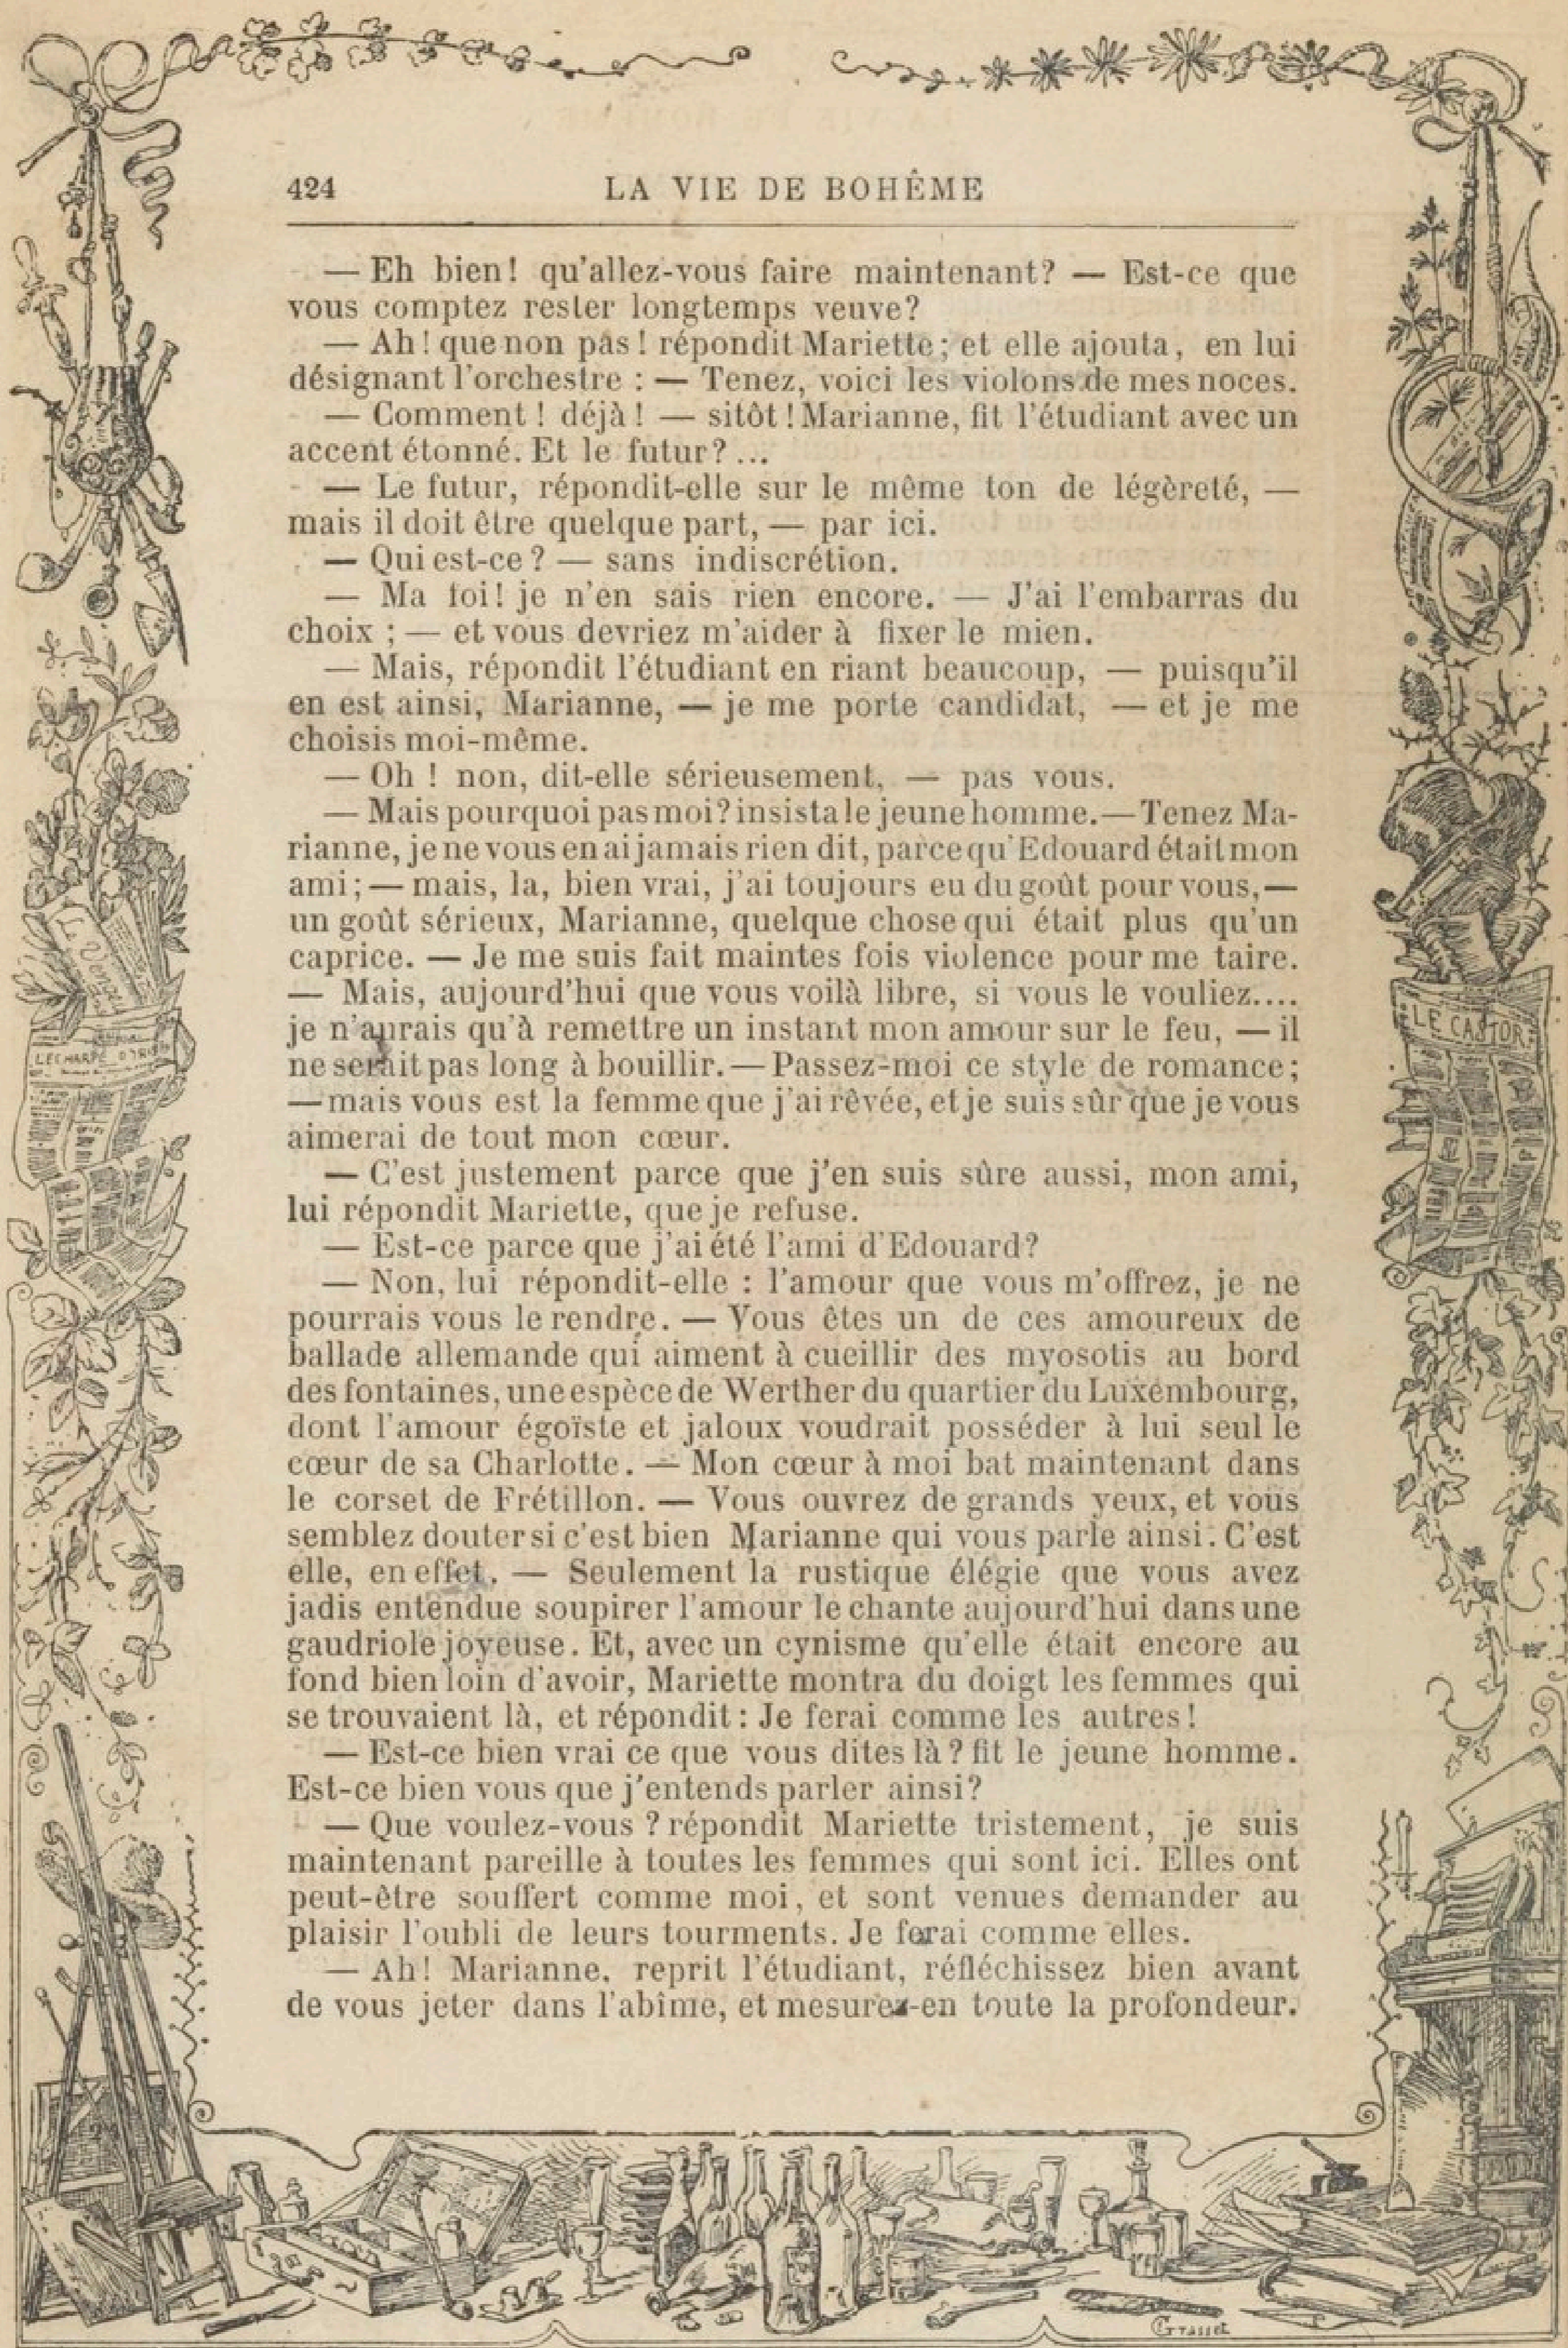 424 LA VIE DE BOHÊME
— Eh bien! qu'allez-vous faire maintenant? — Est-ce que
vous comptez rester longtemps veuve?
— Ah! que non pas! répondit Mariette; et elle ajouta, en lui
désignant l'orchestre : — Tenez, voici les violons de mes noces.
— Comment! déjà! — sitôt! Marianne, fit l'étudiant avec un
accent étonné. Et le futur?...
— Le futur, répondit-elle sur le même ton de légèreté, —
mais il doit être quelque part, — par ici.
— Qui est-ce? — sans indiscrétion.
— Ma foi! je n'en sais rien encore. — J'ai l'embarras du
choix ; — et vous devriez m'aider à fixer le mien.
— Mais, répondit l'étudiant en riant beaucoup, — puisqu'il
en est ainsi, Marianne, — je me porte candidat, — et je me
choisis moi-même.
— Oh ! non, dit-elle sérieusement, — pas vous.
— Mais pourquoi pas moi? insista le jeune homme.—Tenez Ma-
rianne, je ne vous en ai jamais rien dit, parce qu'Edouard était mon
ami; — mais, la, bien vrai, j'ai toujours eu du goût pour vous,—
un goût sérieux, Marianne, quelque chose qui était plus qu'un
caprice. — Je me suis fait maintes fois violence pour me taire.
— Mais, aujourd'hui que vous voilà libre, si vous le vouliez....
je n'aurais qu'à remettre un instant mon amour sur le feu, — il
ne serait pas long à bouillir.—Passez-moi ce style de romance;
—mais vous est la femme que j'ai rêvée, et je suis sûr que je vous
aimerai de tout mon cœur.
— C'est justement parce que j'en suis sûre aussi, mon ami,
lui répondit Mariette, que je refuse.
— Est-ce parce que j'ai été l'ami d'Edouard?
— Non, lui répondit-elle : l'amour que vous m'offrez, je ne
pourrais vous le rendre. — Vous êtes un de ces amoureux de
ballade allemande qui aiment à cueillir des myosotis au bord
des fontaines, une espèce de Werther du quartier du Luxembourg,
dont l'amour égoïste et jaloux voudrait posséder à lui seul le
cœur de sa Charlotte. — Mon cœur à moi bat maintenant dans
le corset de Frétillon. — Vous ouvrez de grands yeux, et vous
semblez douter si c'est bien Marianne qui vous parle ainsi. C'est
elle, en effet. — Seulement la rustique élégie que vous avez
jadis entendue soupirer l'amour le chante aujourd'hui dans une
gaudriole joyeuse. Et, avec un cynisme qu'elle était encore au
fond bien loin d'avoir, Mariette montra du doigt les femmes qui
se trouvaient là, et répondit : Je ferai comme les autres!
— Est-ce bien vrai ce que vous dites là? fit le jeune homme.
Est-ce bien vous que j'entends parler ainsi?
— Que voulez-vous ? répondit Mariette tristement, je suis
maintenant pareille à toutes les femmes qui sont ici. Elles ont
peut-être souffert comme moi, et sont venues demander au
plaisir l'oubli de leurs tourments. Je ferai comme elles.
— Ah! Marianne, reprit l'étudiant, réfléchissez bien avant
de vous jeter dans l'abîme, et mesurez-en toute la profondeur.
LE CASTOR
L'ECHARPE D'IRIS
Grasset